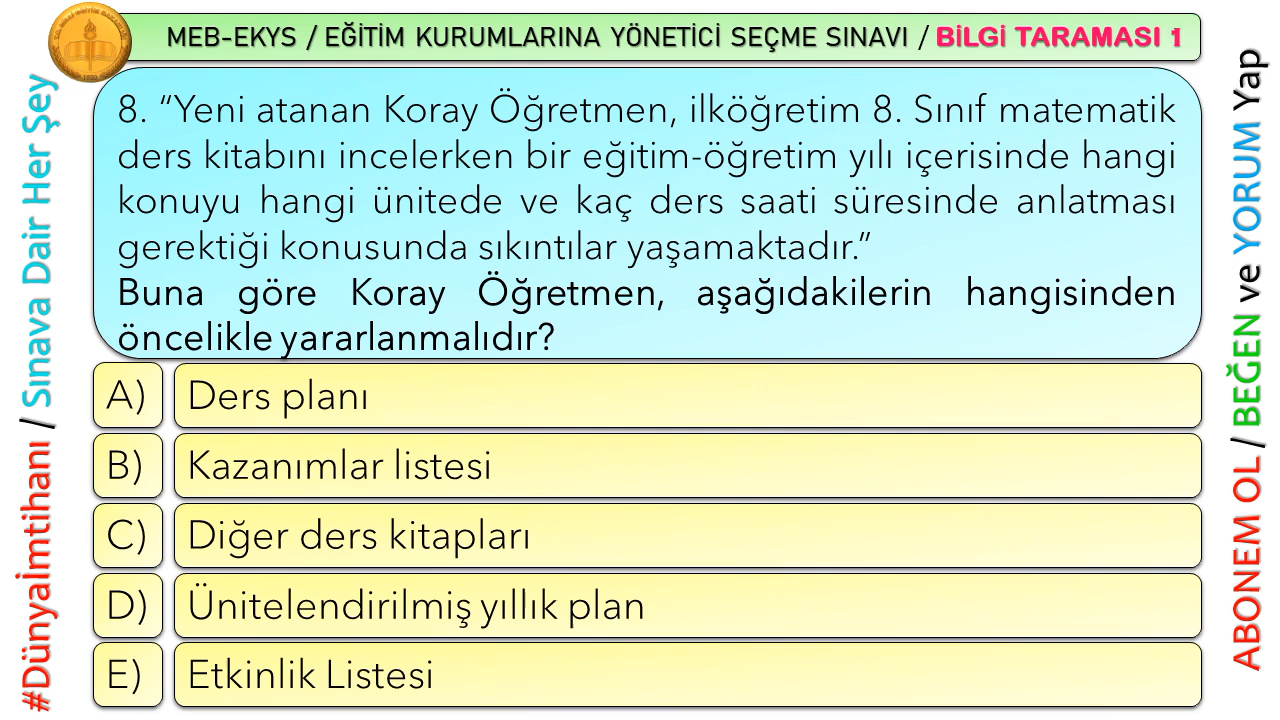 MEB-EKYS / EĞİTİM KURUMLARINA YÖNETİCİ SEÇME SINAVI / BİLGİ TARAMASI 1
8. “Yeni atanan Koray Öğretmen, ilköğretim 8. Sınıf matematik
ders kitabını incelerken bir eğitim-öğretim yılı içerisinde hangi
konuyu hangi ünitede ve kaç ders saati süresinde anlatması
gerektiği konusunda sıkıntılar yaşamaktadır.”
Buna göre Koray Öğretmen, aşağıdakilerin hangisinden
öncelikle yararlanmalıdır?
A) Ders planı
B) Kazanımlar listesi
C) Diğer ders kitapları
D) Ünitelendirilmiş yıllık plan
E) Etkinlik Listesi
#Dünyaİmtihanı / Sınava Dair Her Şey
ABONEM OL / BEĞEN ve YORUM Yap